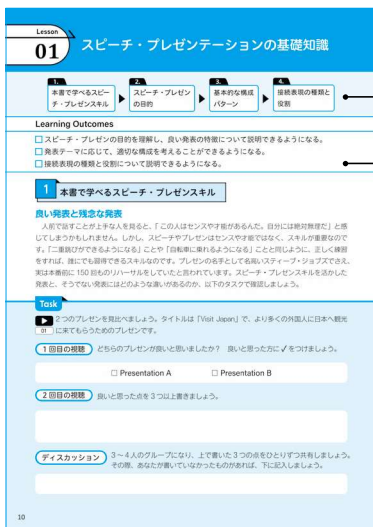 Lesson
01
スピーチ・プレゼンテーションの基礎知識
1.
本書で学べるスピー
チ・プレゼンスキル
2.
スピーチ・プレゼン
の目的
3.
基本的な構成
パターン
4.
接続表現の種類と
役割
Learning Outcomes
□ スピーチ・プレゼンの目的を理解し、良い発表の特徴について説明できるようになる。
□ 発表テーマに応じて、適切な構成を考えることができるようになる。
□ 接続表現の種類と役割について説明できるようになる。
1 本書で学べるスピーチ・プレゼンスキル
良い発表と残念な発表
人前で話すことが上手な人を見ると、「この人はセンスや才能があるんだ。自分には絶対無理だ」と感
じてしまうかもしれません。しかし、スピーチやプレゼンはセンスや才能ではなく、スキルが重要なので
す。「二重跳びができるようになる」ことや「自転車に乗れるようになる」ことと同じように、正しく練習
をすれば、誰にでも習得できるスキルなのです。プレゼンの名手として名高いスティーブ・ジョブズでさえ、
実は本番前に 150 回ものリハーサルをしていたと言われています。スピーチ・プレゼンスキルを活かした
発表と、そうでない発表にはどのような違いがあるのか、以下のタスクで確認しましょう。
Task
2 つのプレゼンを見比べましょう。タイトルは「Visit Japan」で、より多くの外国人に日本へ観光
01 に来てもらうためのプレゼンです。
1 回目の視聴 どちらのプレゼンが良いと思いましたか？ 良いと思った方に ✓ をつけましょう。
□ Presentation A □ Presentation B
2 回目の視聴 良いと思った点を 3 つ以上書きましょう。
ディスカッション 3～4人のグループになり、上で書いた 3 つの点をひとりずつ共有しましょう。
その際、あなたが書いていなかったものがあれば、下に記入しましょう。
10